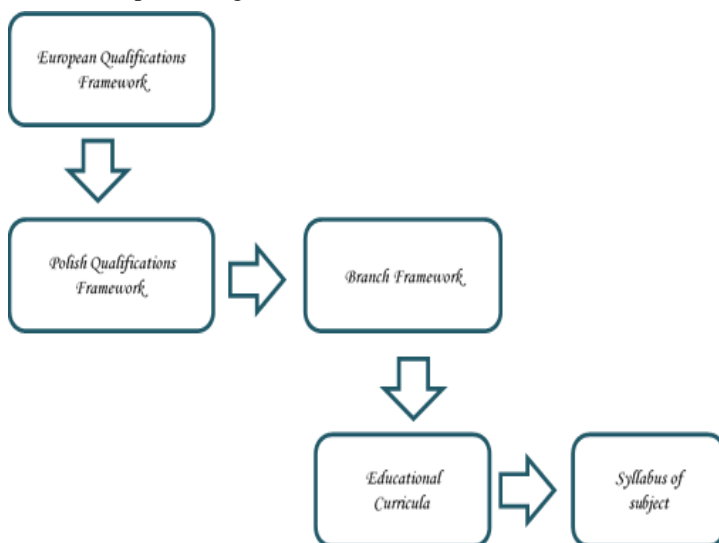 European Qualifications
Framework
Polish Qualifications
Framework
Branch Framework
Educational
Curricula
Syllabus of
subject